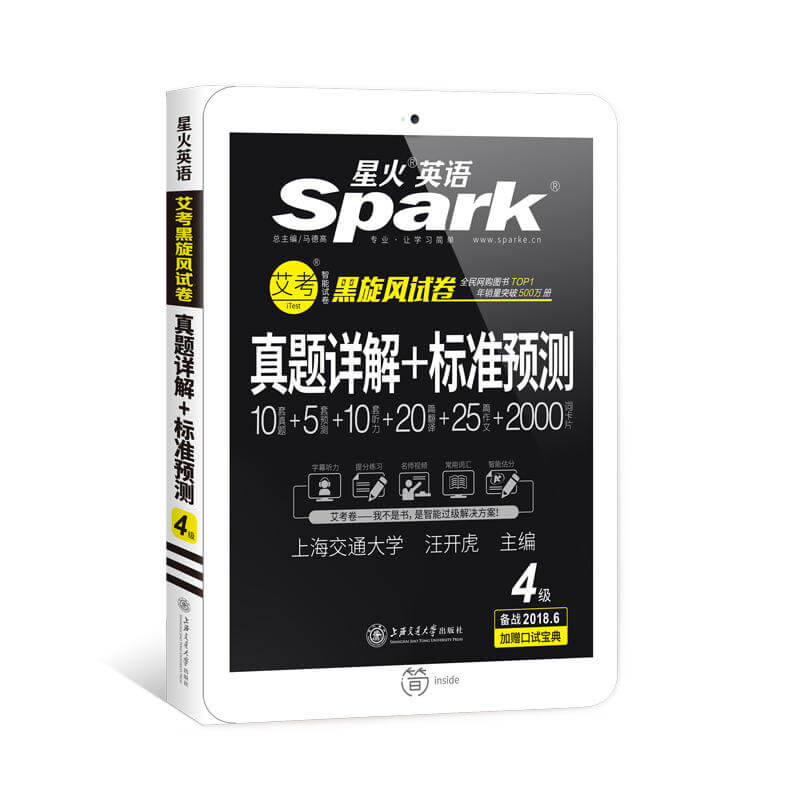 星火英语
艾考黑旋风试卷
真题详解+标准预测
4级
上海交通大学出版社
SHANGHAI JIAO TONG UNIVERSITY PRESS
星火®英语
Spark®
总主编/马德高
专业·让学习简单
www.sparke.cn
艾考®
iTest
智能试卷
黑旋风试卷
全民网购图书TOP1
年销量突破500万册
真题详解+标准预测
10套真题+5套预测+10套听力+20篇翻译+25篇作文+2000词卡片
字幕听力 提分练习 名师视频 常用词汇 智能估分
艾考卷——我不是书,是智能过级解决方案!
上海交通大学 汪开虎 主编
4级
备战2018.6
加赠口试宝典
上海交通大学出版社
SHANGHAI JIAO TONG UNIVERSITY PRESS
简 inside